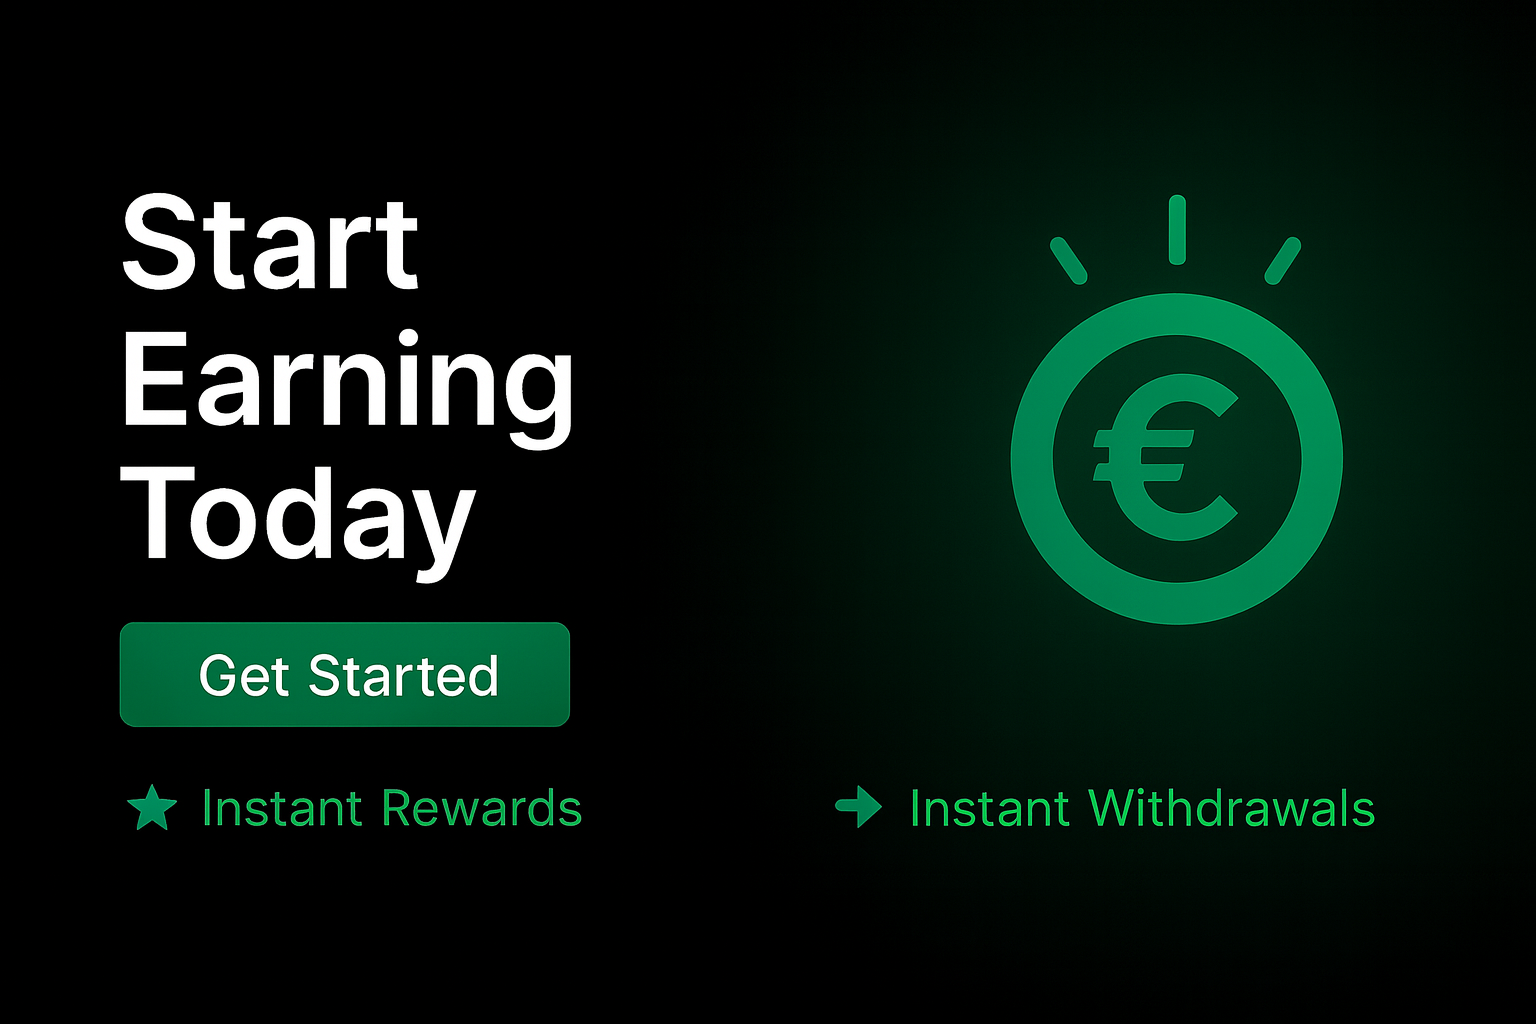 Start
Earning
Today
Get Started
Instant Rewards
Instant Withdrawals
€